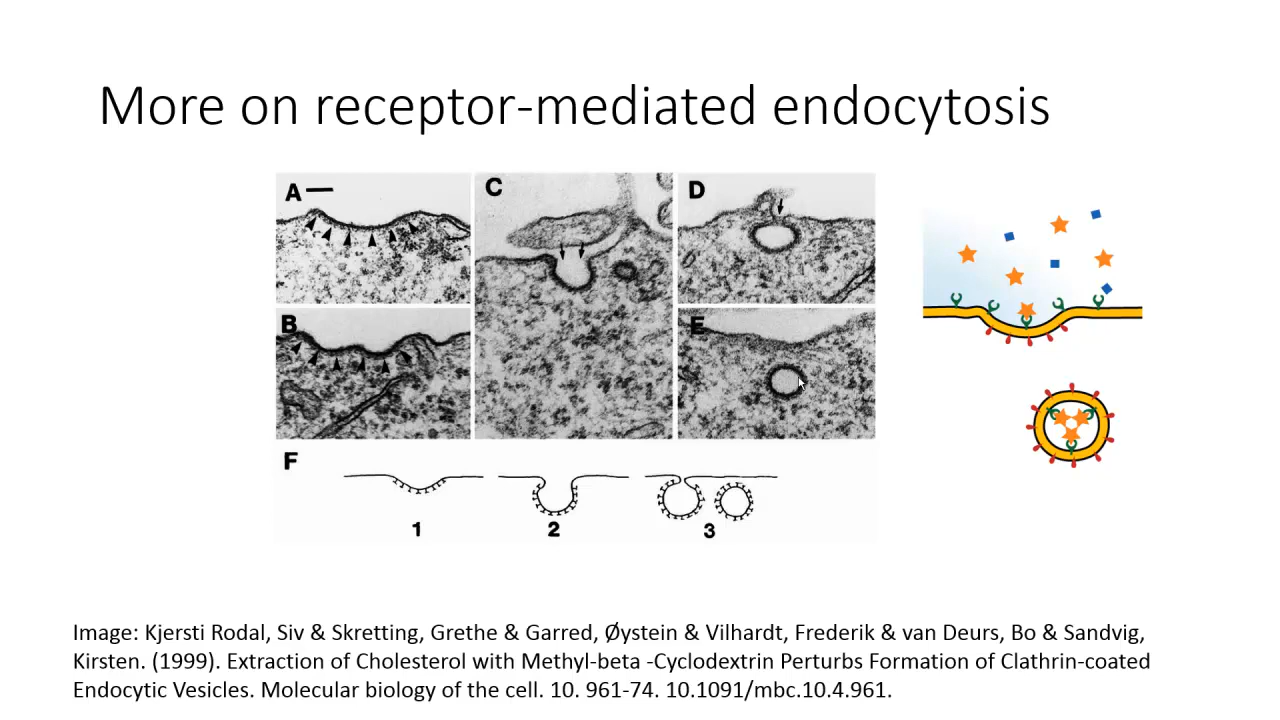 More on receptor-mediated endocytosis
A
C
D
B
E
F
1
2
3
Image: Kjersti Rodal, Siv & Skretting, Grethe & Garred, Øystein & Vilhardt, Frederik & van Deurs, Bo & Sandvig,
Kirsten. (1999). Extraction of Cholesterol with Methyl-beta -Cyclodextrin Perturbs Formation of Clathrin-coated
Endocytic Vesicles. Molecular biology of the cell. 10. 961-74. 10.1091/mbc.10.4.961.